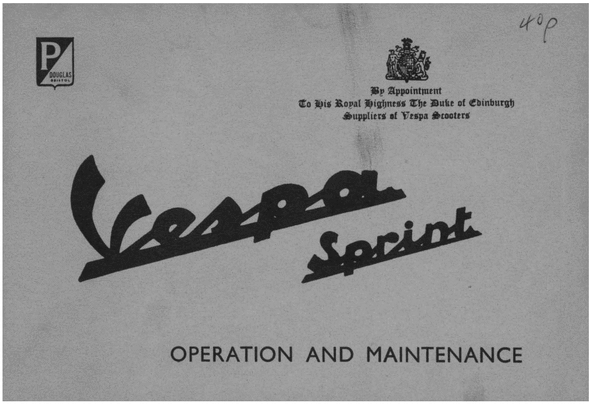 40p
P
DOUGLAS
BRISTOL
By Appointment
To His Royal Highness The Duke of Edinburgh
Suppliers of Vespa Scooters
Vespa
Sprint
OPERATION AND MAINTENANCE